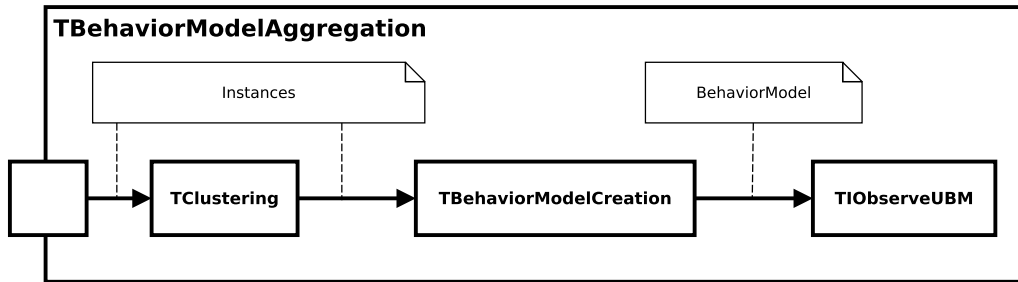 TBehaviorModelAggregation
Instances
BehaviorModel
TClustering
TBehaviorModelCreation
TIObserveUBM